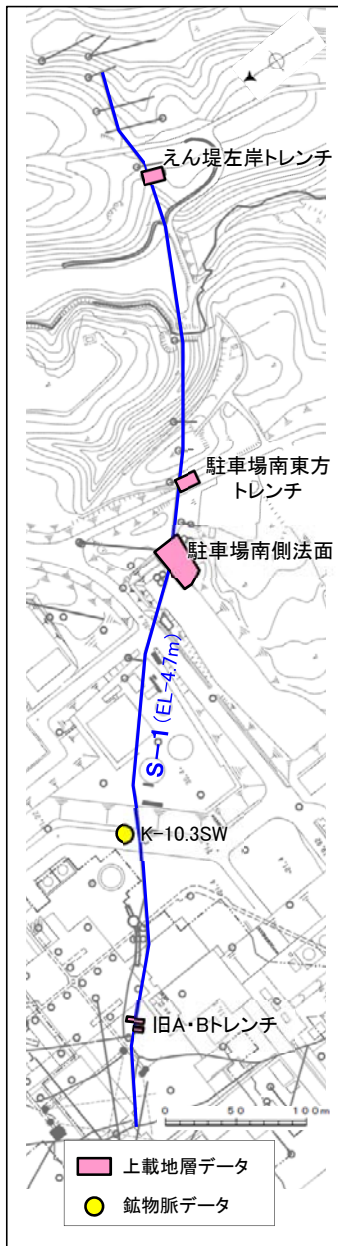 えん堤左岸トレンチ
駐車場南東方
トレンチ
駐車場南側法面
S-1(EL-4.7m)
K-10.3SW
旧A・Bトレンチ
0 50 100m
上載地層データ
鉱物脈データ